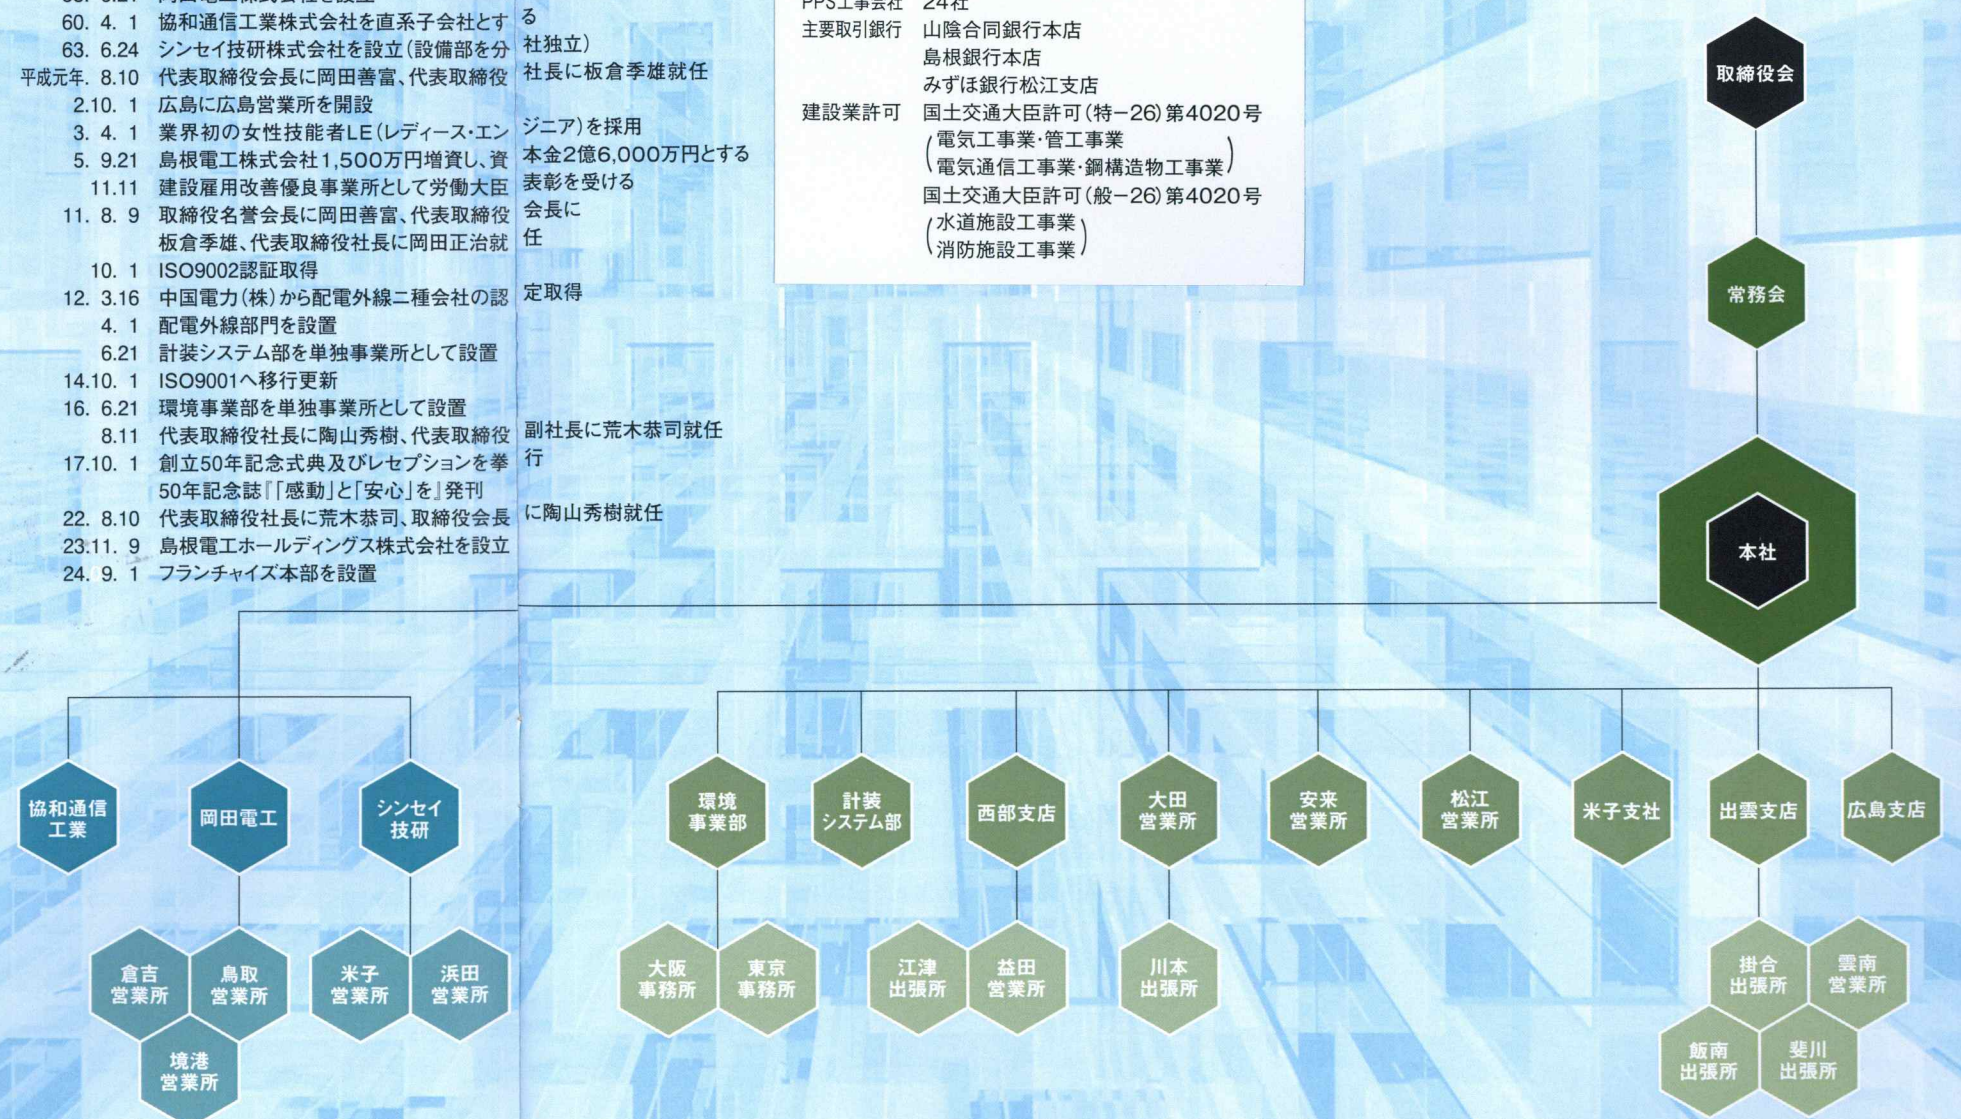 60. 4. 1 協和通信工業株式会社を直系子会社とする
63. 6.24 シンセイ技研株式会社を設立(設備部を分社独立)
平成元年. 8.10 代表取締役会長に岡田善富、代表取締役社長に板倉季雄就任
2.10. 1 広島に広島営業所を開設
3. 4. 1 業界初の女性技能者LE(レディース・エンジニア)を採用
5. 9.21 島根電工株式会社1,500万円増資し、資本金2億6,000万円とする
11.11 建設雇用改善優良事業所として労働大臣表彰を受ける
11. 8. 9 取締役名誉会長に岡田善富、代表取締役会長に
板倉季雄、代表取締役社長に岡田正治就任
10. 1 ISO9002認証取得
12. 3.16 中国電力(株)から配電外線二種会社の認定取得
4. 1 配電外線部門を設置
6.21 計装システム部を単独事業所として設置
14.10. 1 ISO9001へ移行更新
16. 6.21 環境事業部を単独事業所として設置
8.11 代表取締役社長に陶山秀樹、代表取締役副社長に荒木恭司就任
17.10. 1 創立50年記念式典及びレセプションを挙行
50年記念誌『「感動」と「安心」を』発刊
22. 8.10 代表取締役社長に荒木恭司、取締役会長に陶山秀樹就任
23.11. 9 島根電工ホールディングス株式会社を設立
24. 9. 1 フランチャイズ本部を設置
PPS工事会社 24社
主要取引銀行 山陰合同銀行本店
島根銀行本店
みずほ銀行松江支店
建設業許可 国土交通大臣許可(特−26)第4020号
(電気工事業・管工事業
電気通信工事業・鋼構造物工事業)
国土交通大臣許可(般−26)第4020号
(水道施設工事業
消防施設工事業)
取締役会
常務会
本社
協和通信
工業
岡田電工
シンセイ
技研
環境
事業部
計装
システム部
西部支店
大田
営業所
安来
営業所
松江
営業所
米子支社
出雲支店
広島支店
倉吉
営業所
鳥取
営業所
境港
営業所
米子
営業所
浜田
営業所
大阪
事務所
東京
事務所
江津
出張所
益田
営業所
川本
出張所
掛合
出張所
雲南
営業所
飯南
出張所
斐川
出張所